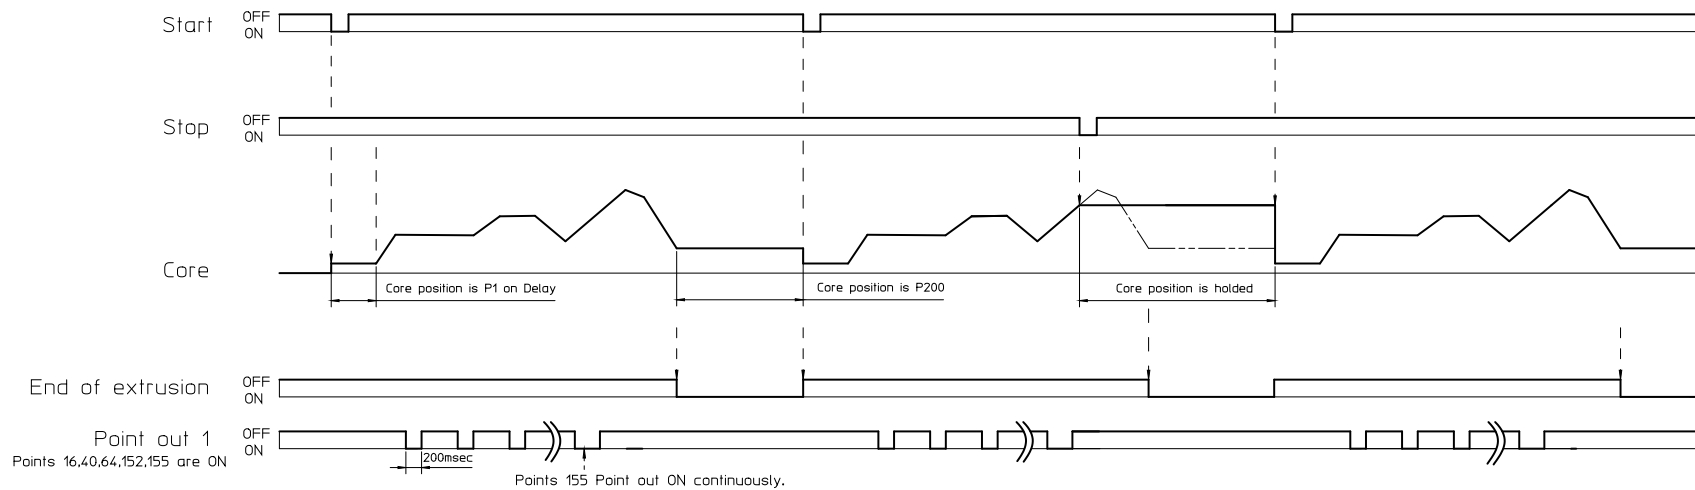 Start OFF
ON
Stop OFF
ON
Core
Core position is P1 on Delay
Core position is P200
Core position is holded
End of extrusion OFF
ON
Point out 1 OFF
ON
Points 16,40,64,152,155 are ON
200msec
Points 155 Point out ON continuously.